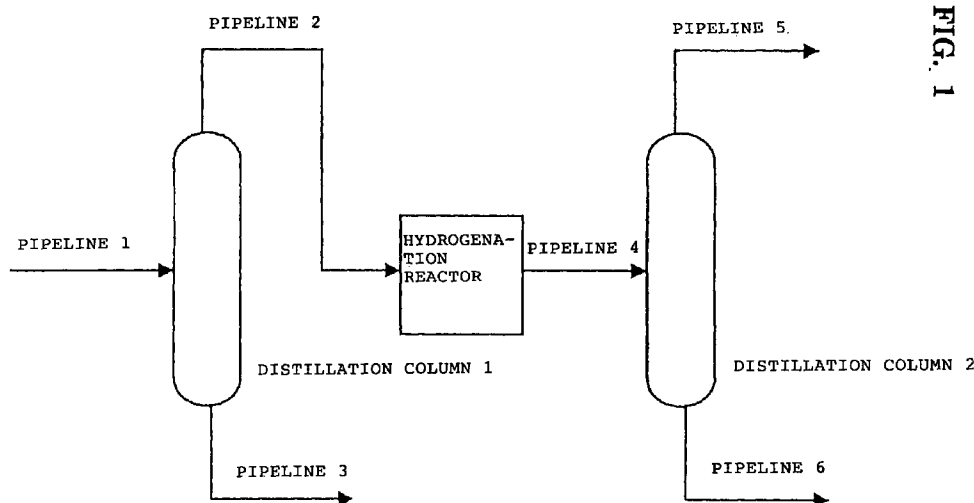 FIG. 1
PIPELINE 2
PIPELINE 5.
PIPELINE 1
HYDROGENA-
TION
REACTOR
PIPELINE 4
DISTILLATION COLUMN 1
DISTILLATION COLUMN 2
PIPELINE 3
PIPELINE 6